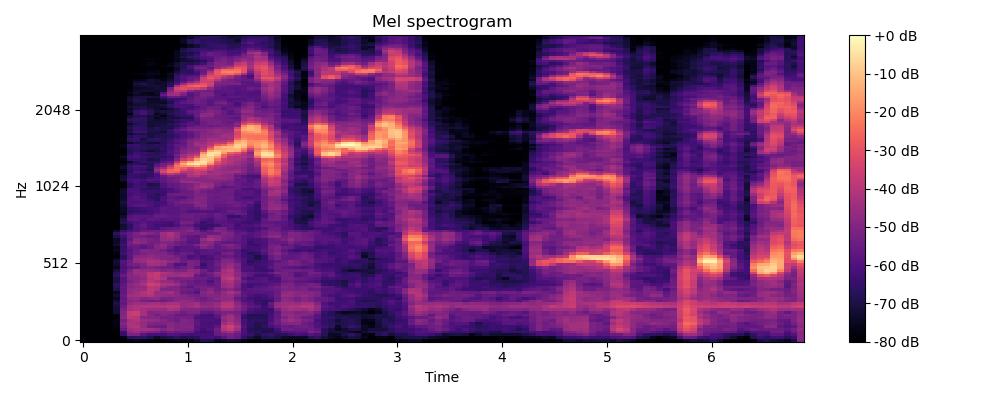 Mel spectrogram
Hz
2048
1024
512
0
0 1 2 3 4 5 6
Time
+0 dB
-10 dB
-20 dB
-30 dB
-40 dB
-50 dB
-60 dB
-70 dB
-80 dB